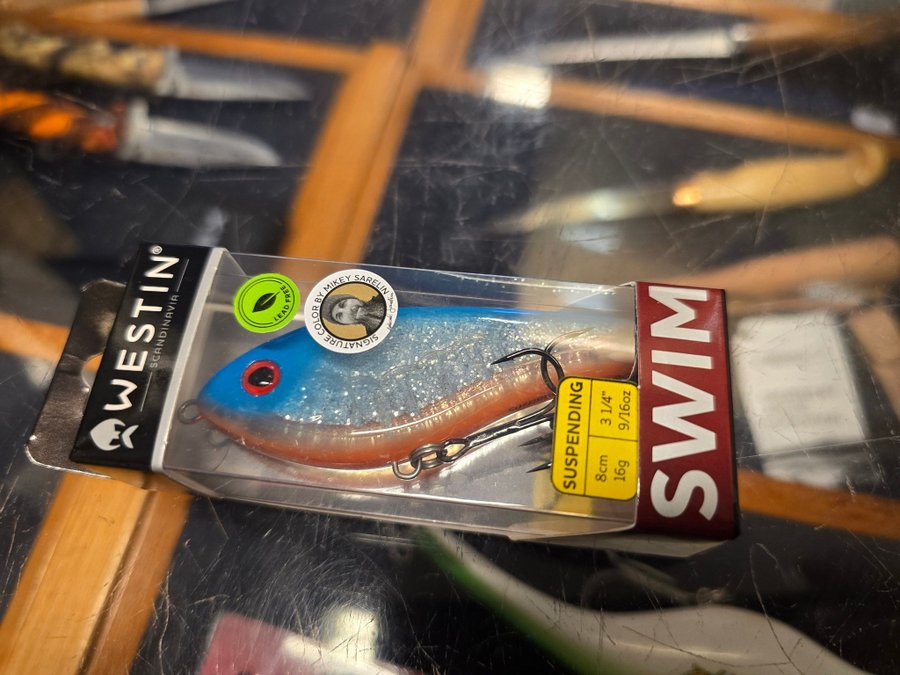 WESTIN®
SCANDINAVIA
LEAD FREE
SIGNATURE COLOR BY MIKEY SARELIN
SUSPENDING
8cm 3 1/4"
16g 9/16oz
SWIM